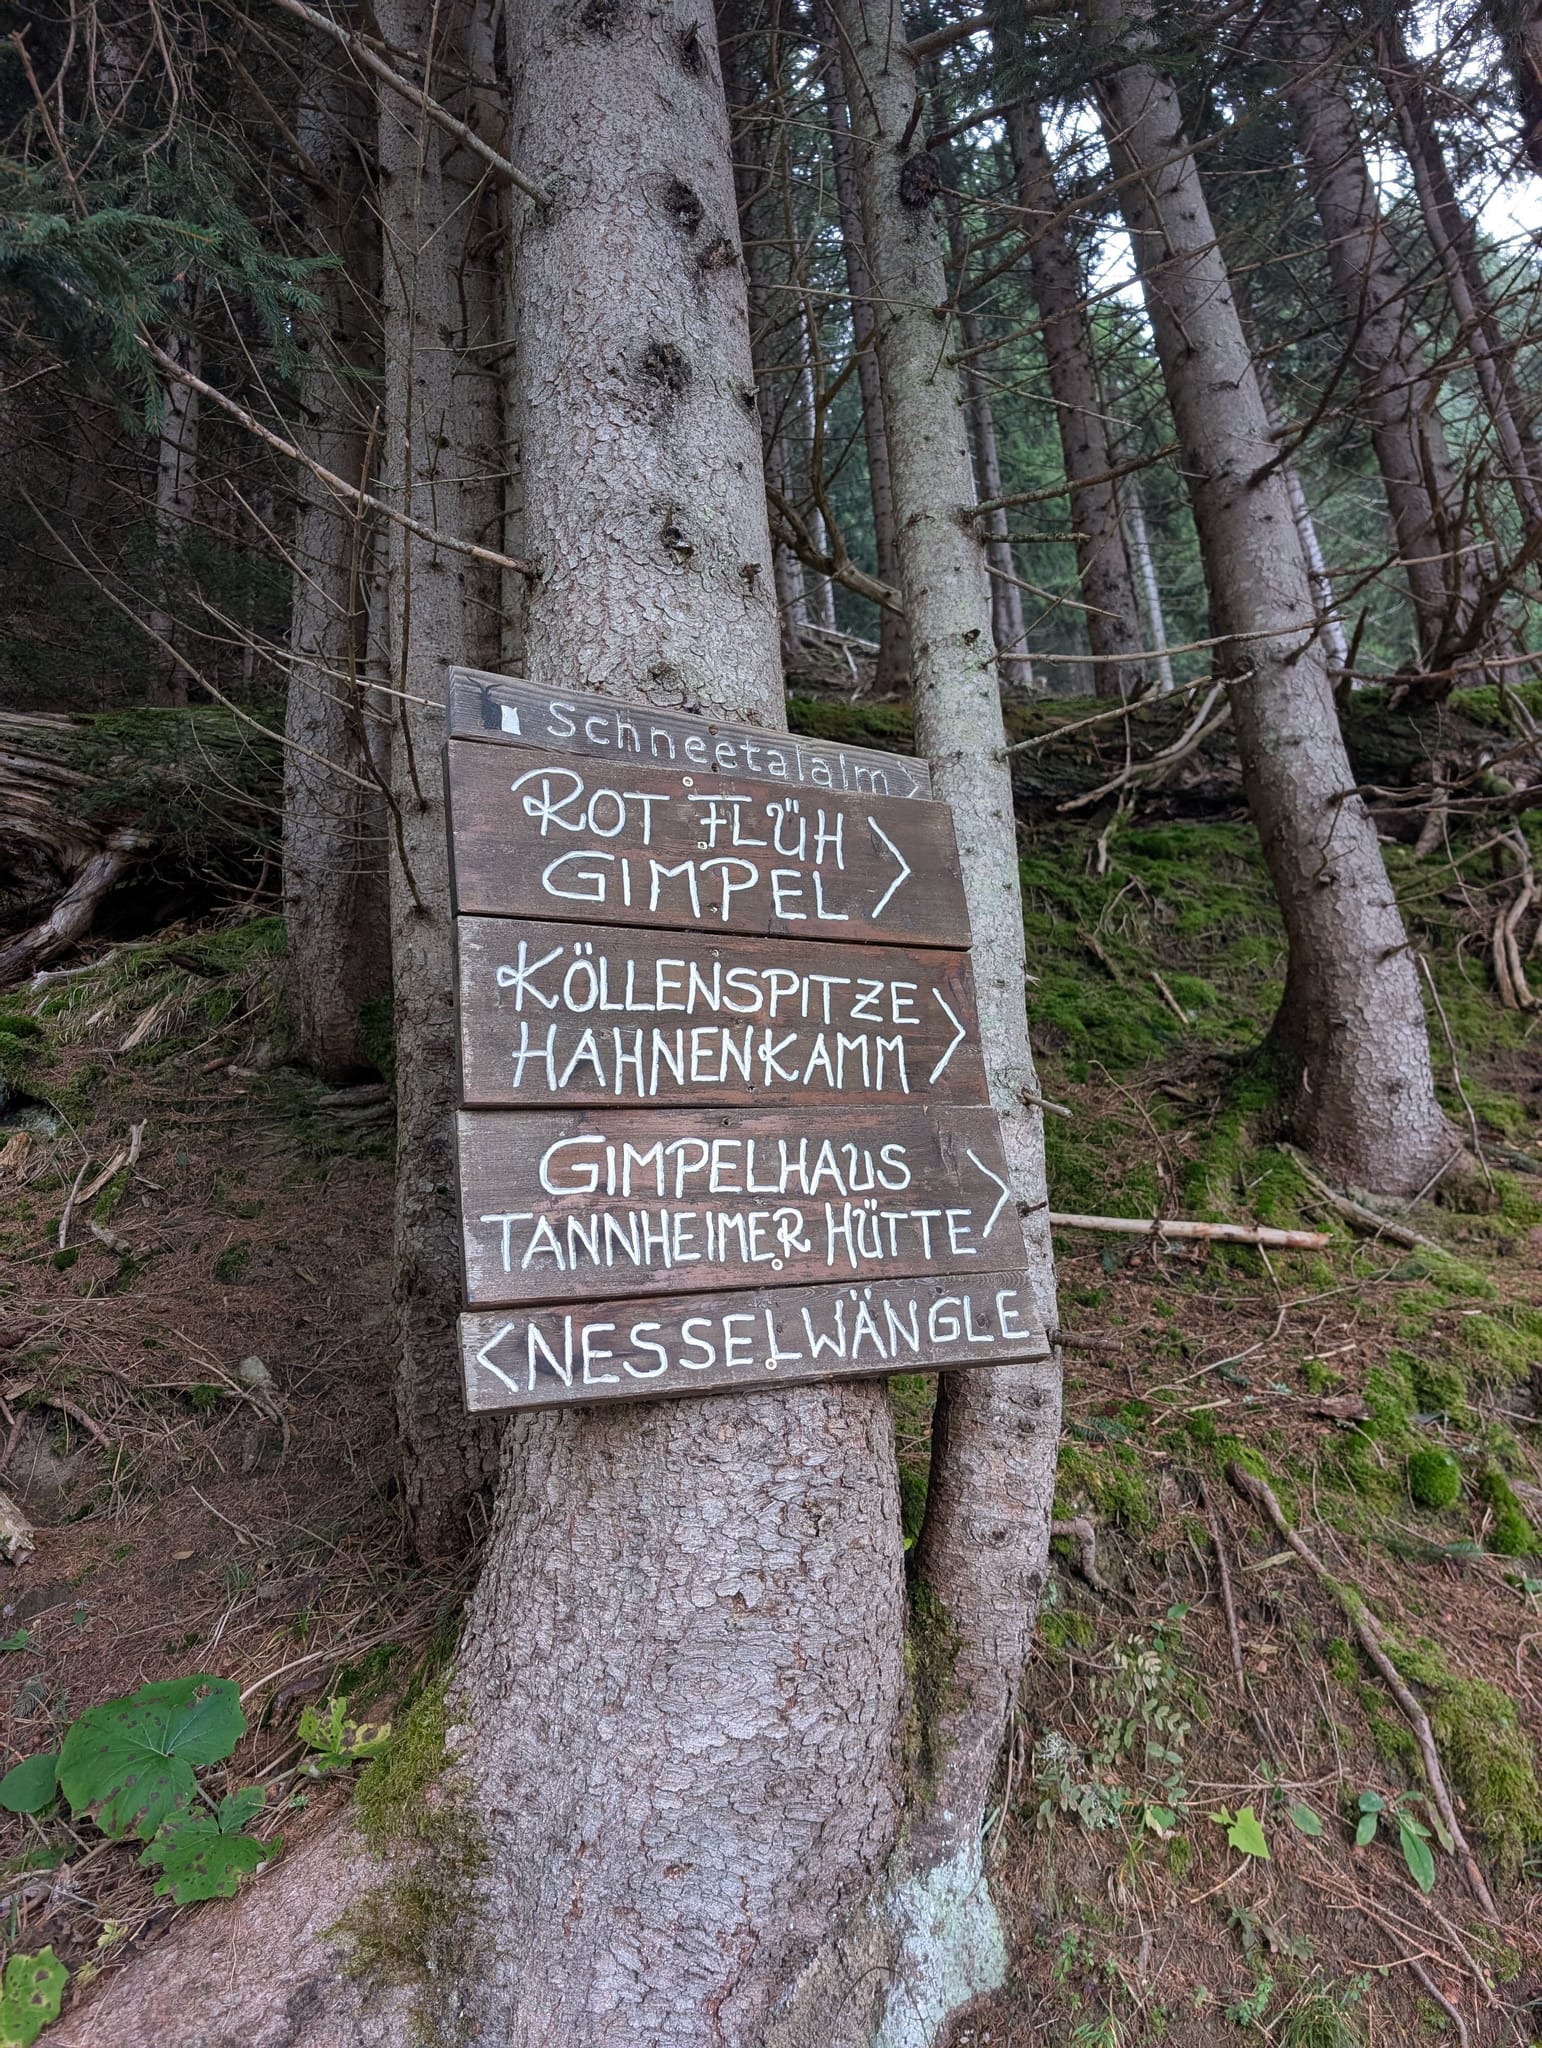 Schneetalalm >
ROT FLÜH
GIMPEL >
KÖLLENSPITZE
HAHNENKAMM >
GIMPELHAUS
TANNHEIMER HÜTTE >
< NESSELWÄNGLE